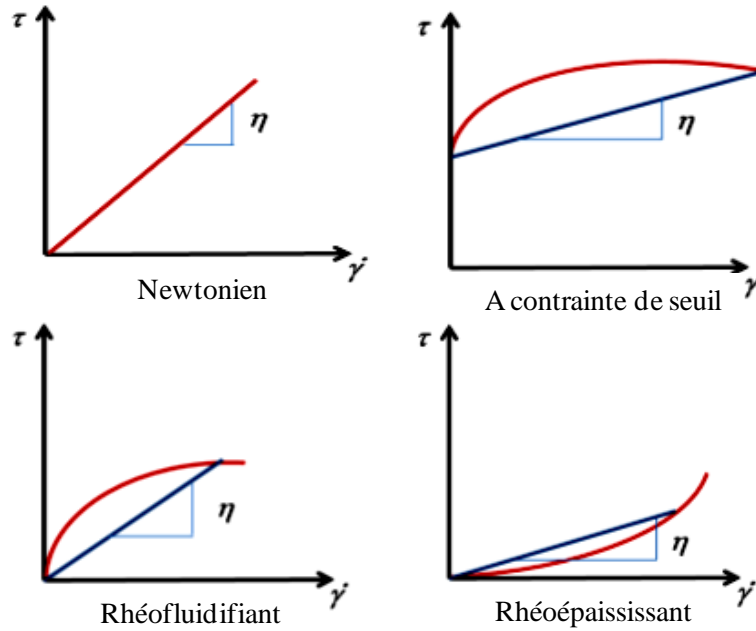 τ
η
γ̇
Newtonien
τ
η
γ̇
A contrainte de seuil
τ
η
γ̇
Rhéofluidifiant
τ
η
γ̇
Rhéoépaississant